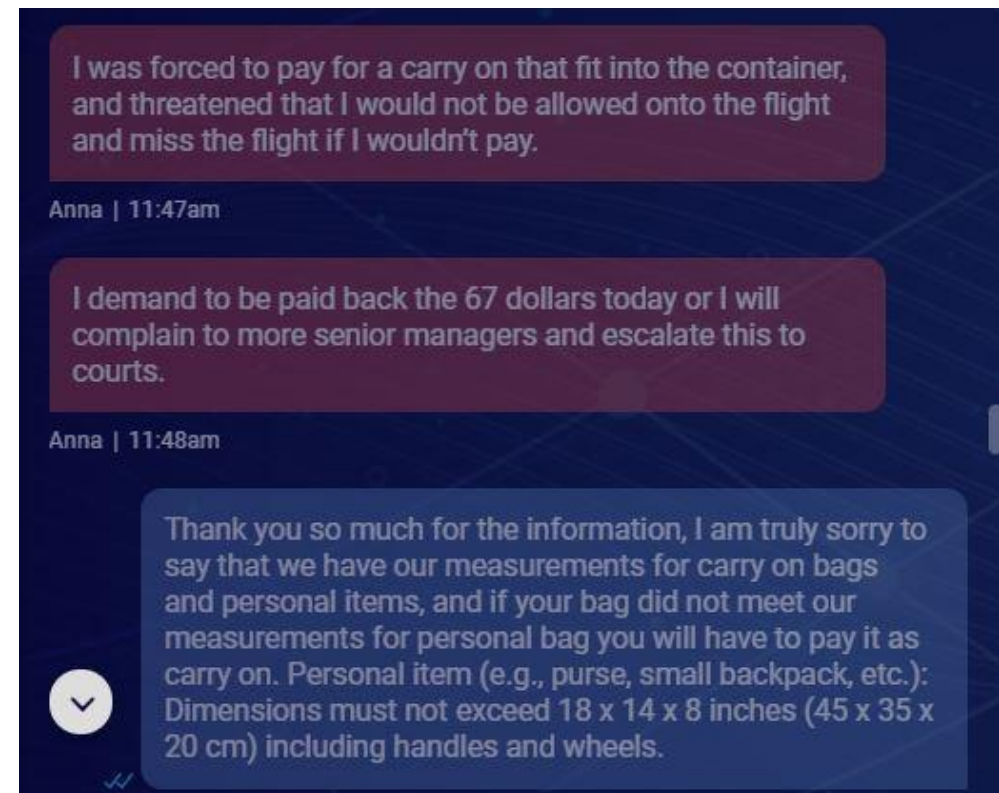 I was forced to pay for a carry on that fit into the container,
and threatened that I would not be allowed onto the flight
and miss the flight if I wouldn't pay.
Anna | 11:47am
I demand to be paid back the 67 dollars today or I will
complain to more senior managers and escalate this to
courts.
Anna | 11:48am
Thank you so much for the information, I am truly sorry to
say that we have our measurements for carry on bags
and personal items, and if your bag did not meet our
measurements for personal bag you will have to pay it as
carry on. Personal item (e.g., purse, small backpack, etc.):
Dimensions must not exceed 18 x 14 x 8 inches (45 x 35 x
20 cm) including handles and wheels.